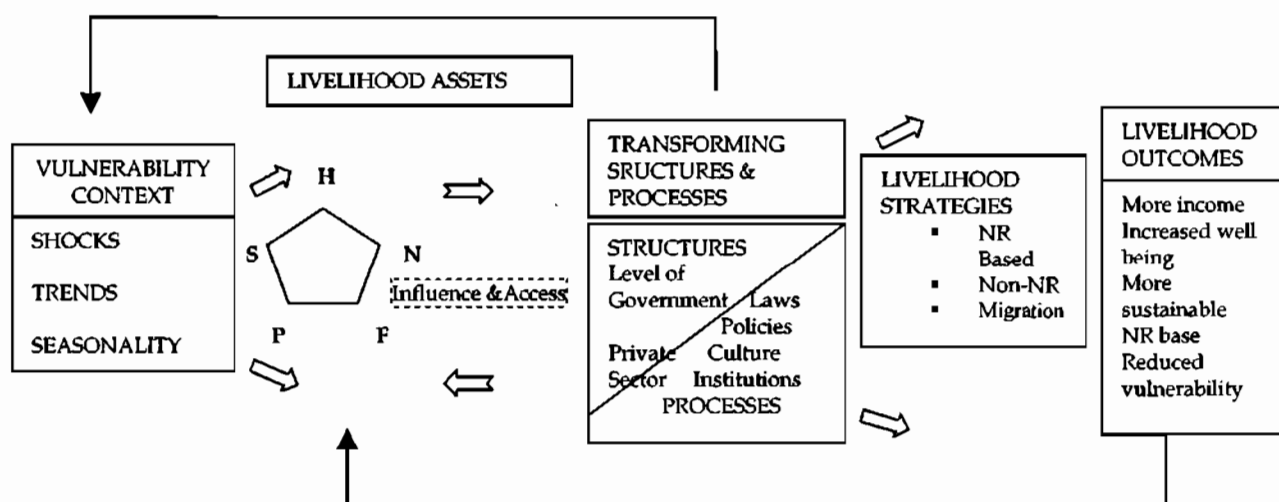 LIVELIHOOD ASSETS
VULNERABILITY
CONTEXT
SHOCKS
TRENDS
SEASONALITY
H
S
N
P
F
Influence & Access
TRANSFORMING
SRUCTURES &
PROCESSES
STRUCTURES
Level of
Government Laws
Policies
Private Culture
Sector Institutions
PROCESSES
LIVELIHOOD
STRATEGIES
▪ NR
Based
▪ Non-NR
▪ Migration
LIVELIHOOD
OUTCOMES
More income
Increased well
being
More
sustainable
NR base
Reduced
vulnerability